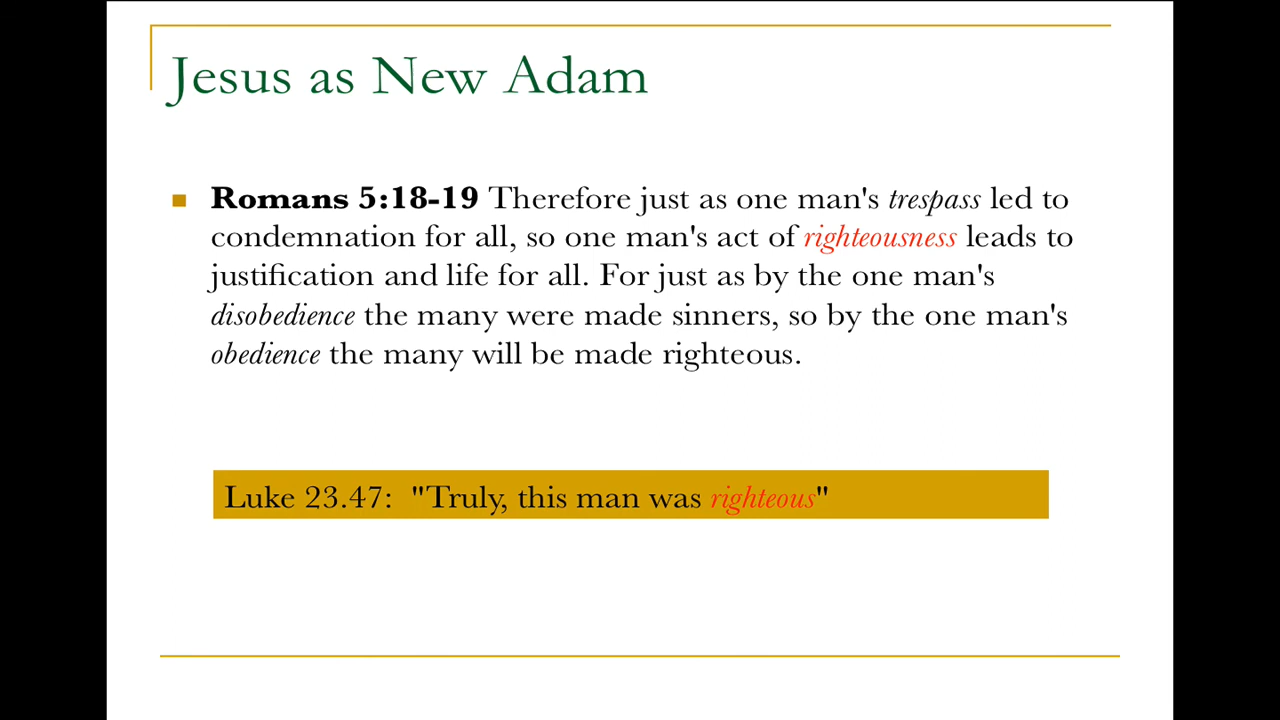 Jesus as New Adam
Romans 5:18-19 Therefore just as one man's trespass led to
condemnation for all, so one man's act of righteousness leads to
justification and life for all. For just as by the one man's
disobedience the many were made sinners, so by the one man's
obedience the many will be made righteous.
Luke 23.47: "Truly, this man was righteous"